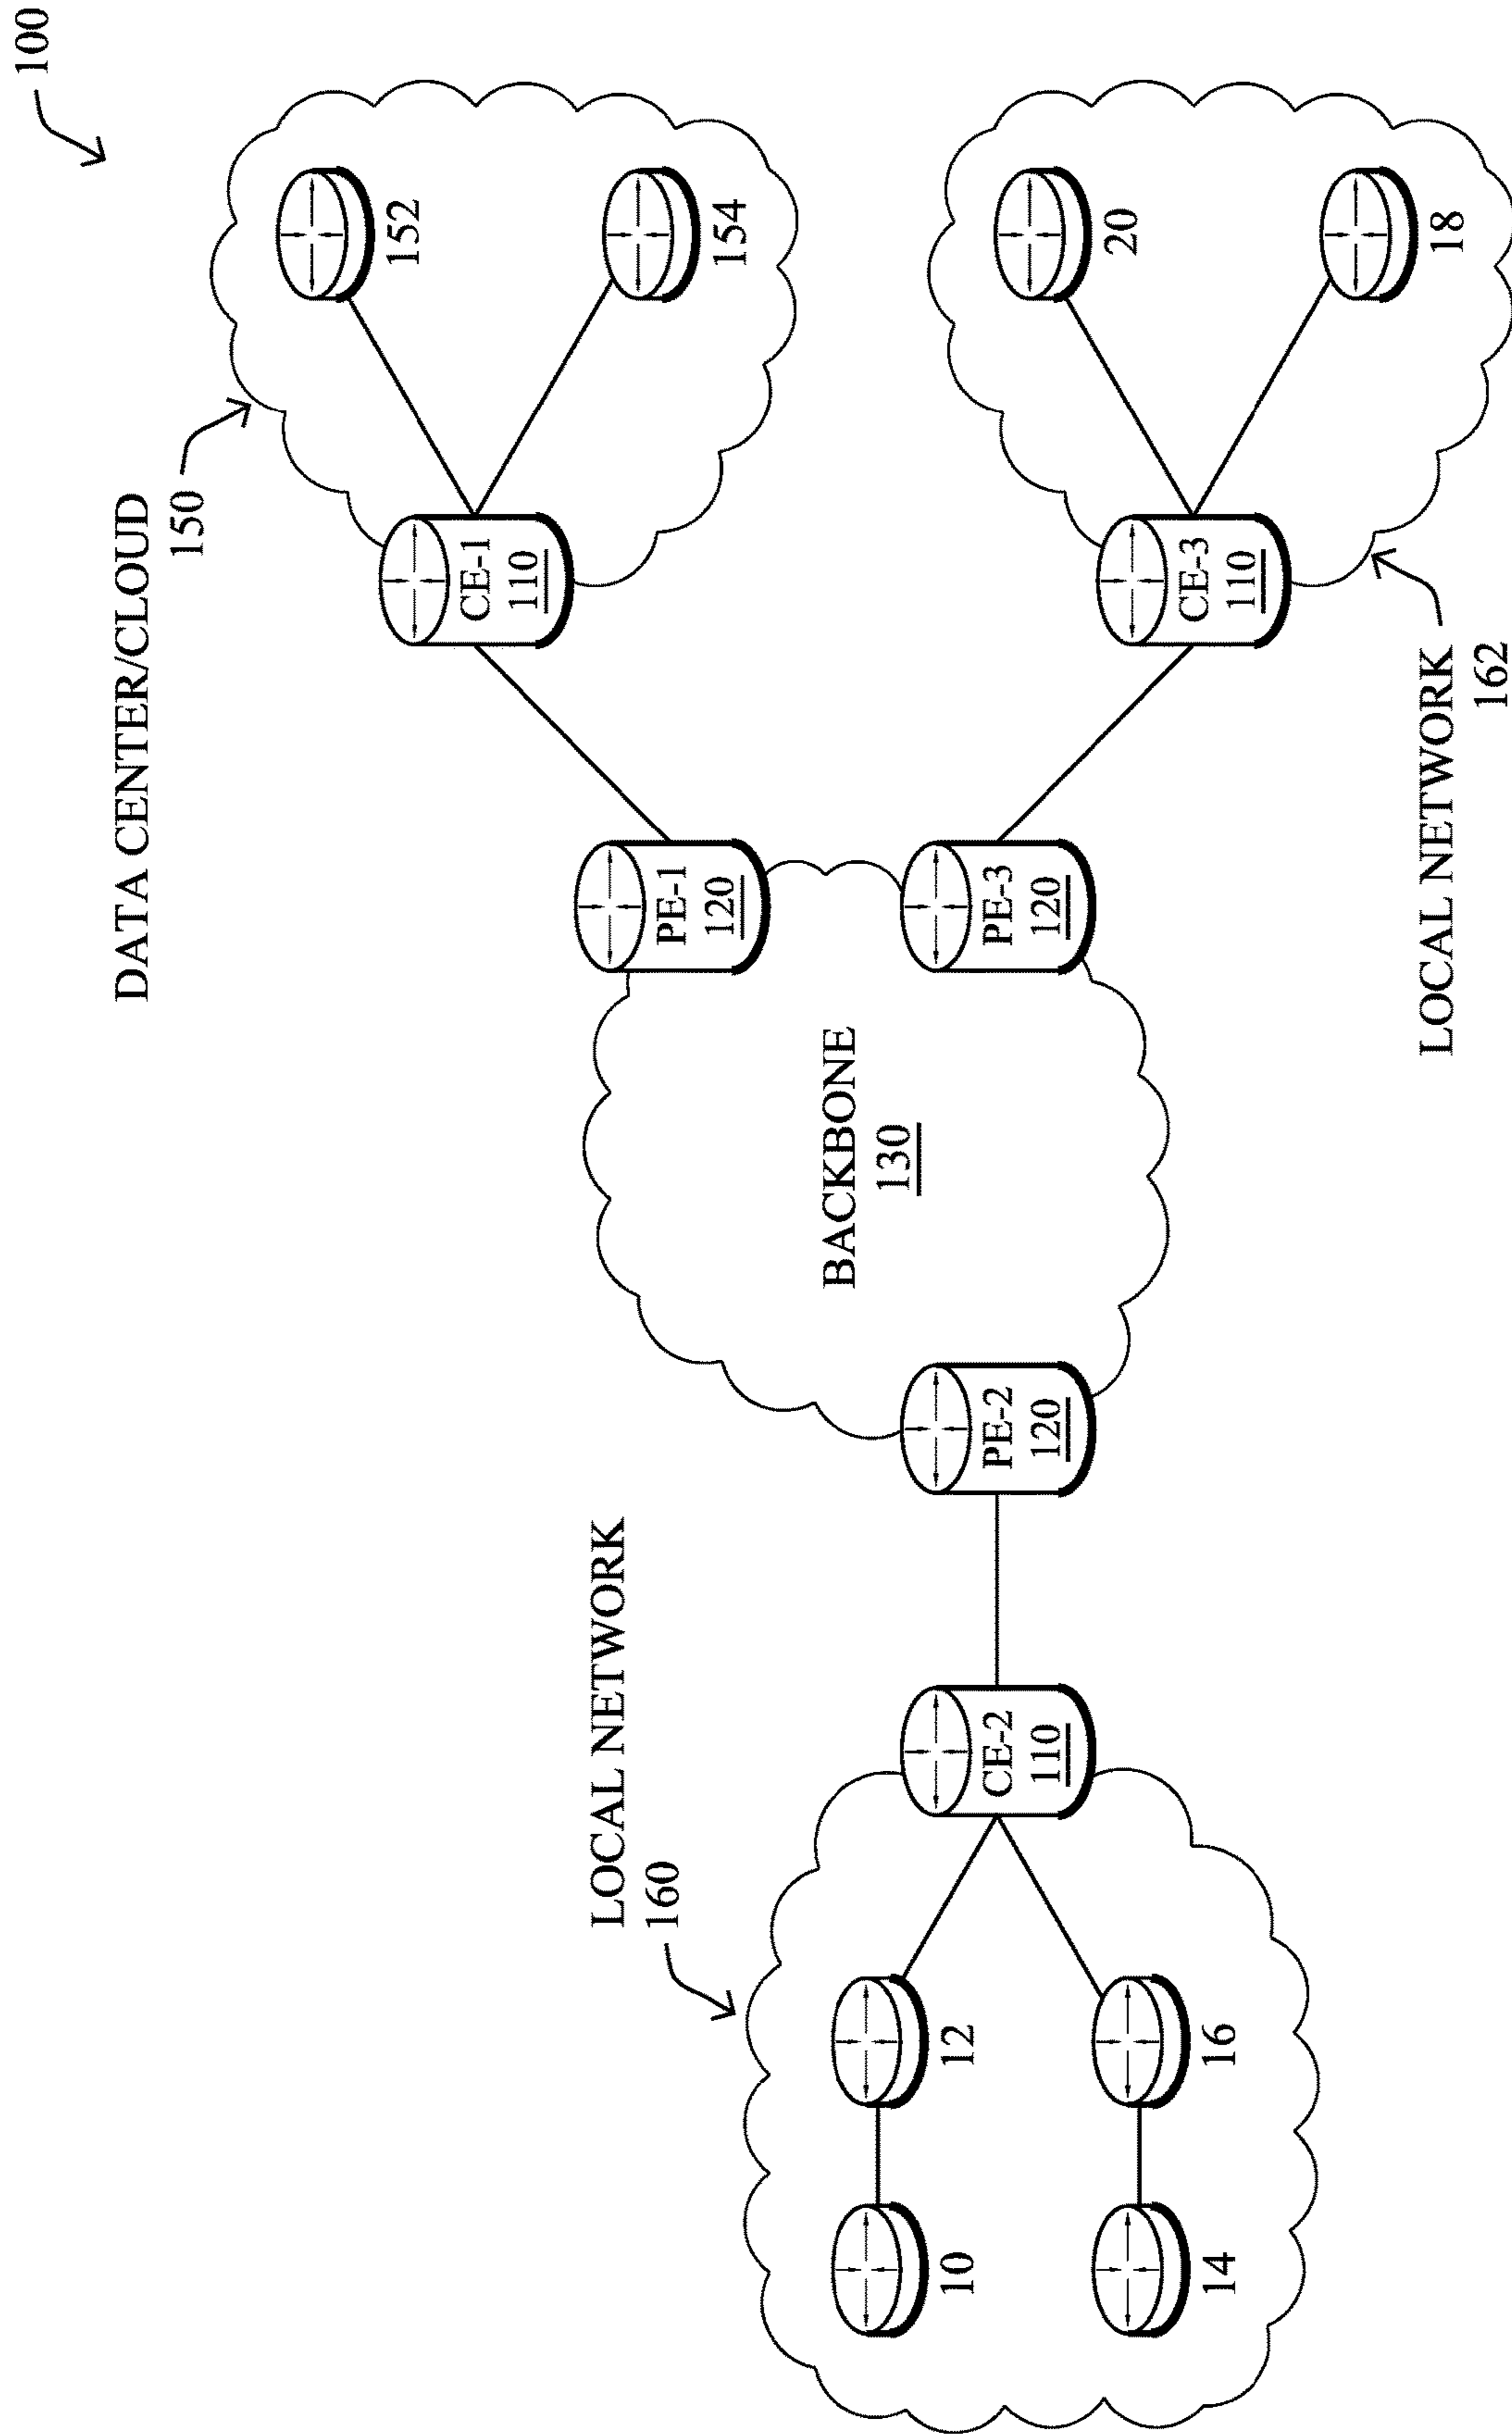 100
DATA CENTER/CLOUD
150
152
CE-1
110
154
PE-1
120
LOCAL NETWORK
160
BACKBONE
130
12
10
CE-2
110
PE-2
120
PE-3
120
20
CE-3
110
16
14
18
LOCAL NETWORK
162